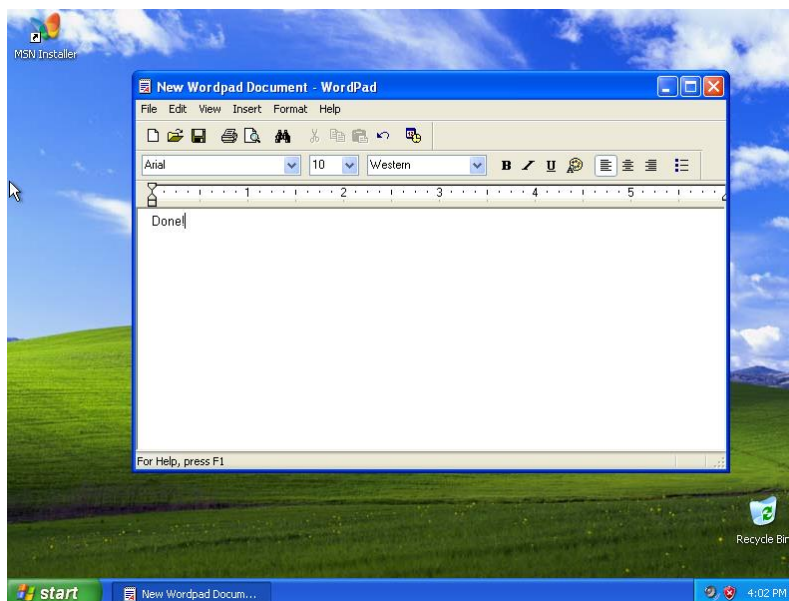 MSN Installer
New Wordpad Document - WordPad
File Edit View Insert Format Help
Arial 10 Western B I U
1 2 3 4 5
Done!
For Help, press F1
Recycle Bin
start New Wordpad Docum... 4:02 PM